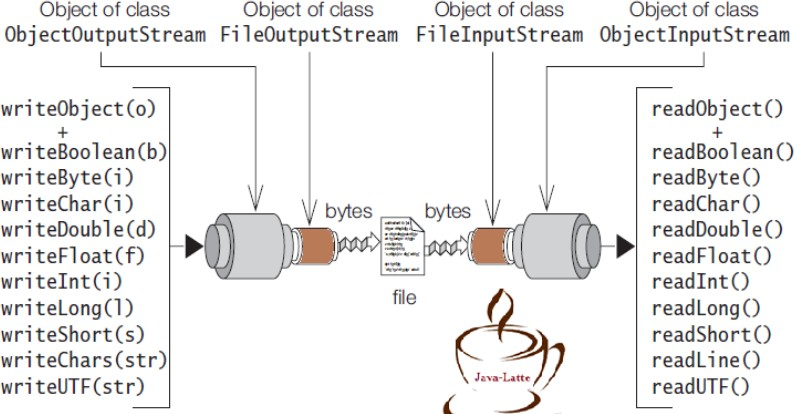 Object of class
ObjectOutputStream
Object of class
FileOutputStream
Object of class
FileInputStream
Object of class
ObjectInputStream
writeObject(o)
+
writeBoolean(b)
writeByte(i)
writeChar(i)
writeDouble(d)
writeFloat(f)
writeInt(i)
writeLong(l)
writeShort(s)
writeChars(str)
writeUTF(str)
bytes
bytes
file
readObject()
+
readBoolean()
readByte()
readChar()
readDouble()
readFloat()
readInt()
readLong()
readShort()
readLine()
readUTF()
Java-Latte